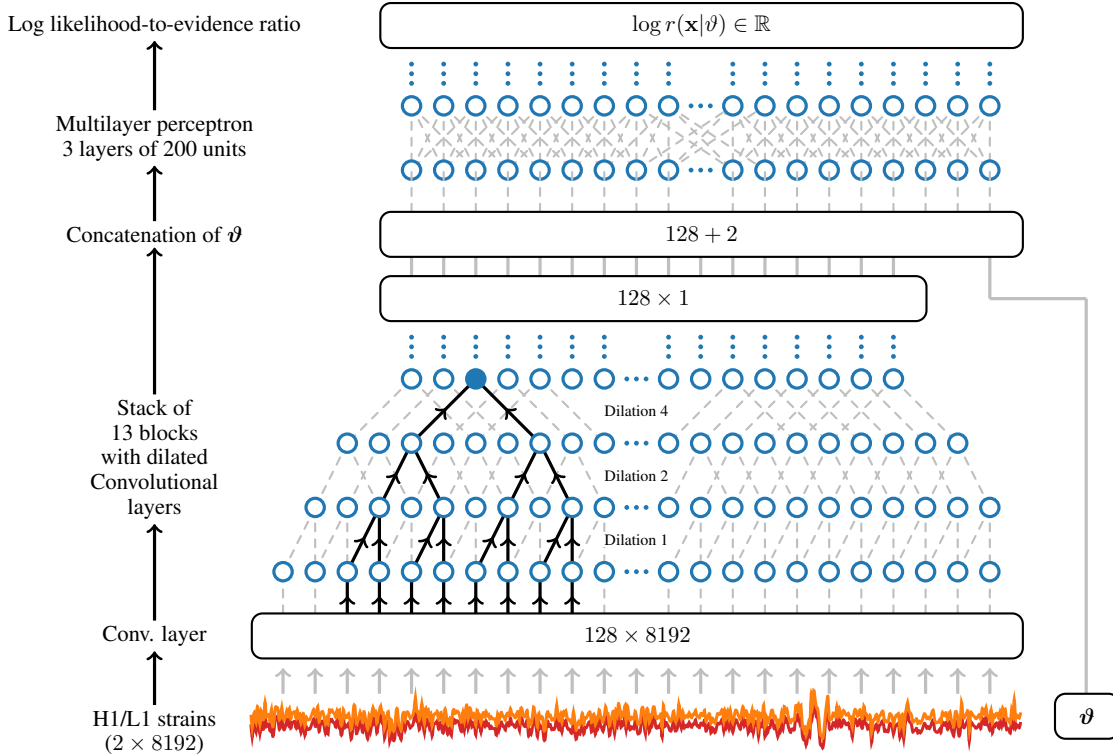 Log likelihood-to-evidence ratio
log r(𝐱|ϑ) ∈ ℝ
Multilayer perceptron
3 layers of 200 units
Concatenation of 𝝑
128 + 2
128 × 1
Stack of
13 blocks
with dilated
Convolutional
layers
Dilation 4
Dilation 2
Dilation 1
Conv. layer
128 × 8192
H1/L1 strains
(2 × 8192)
𝝑